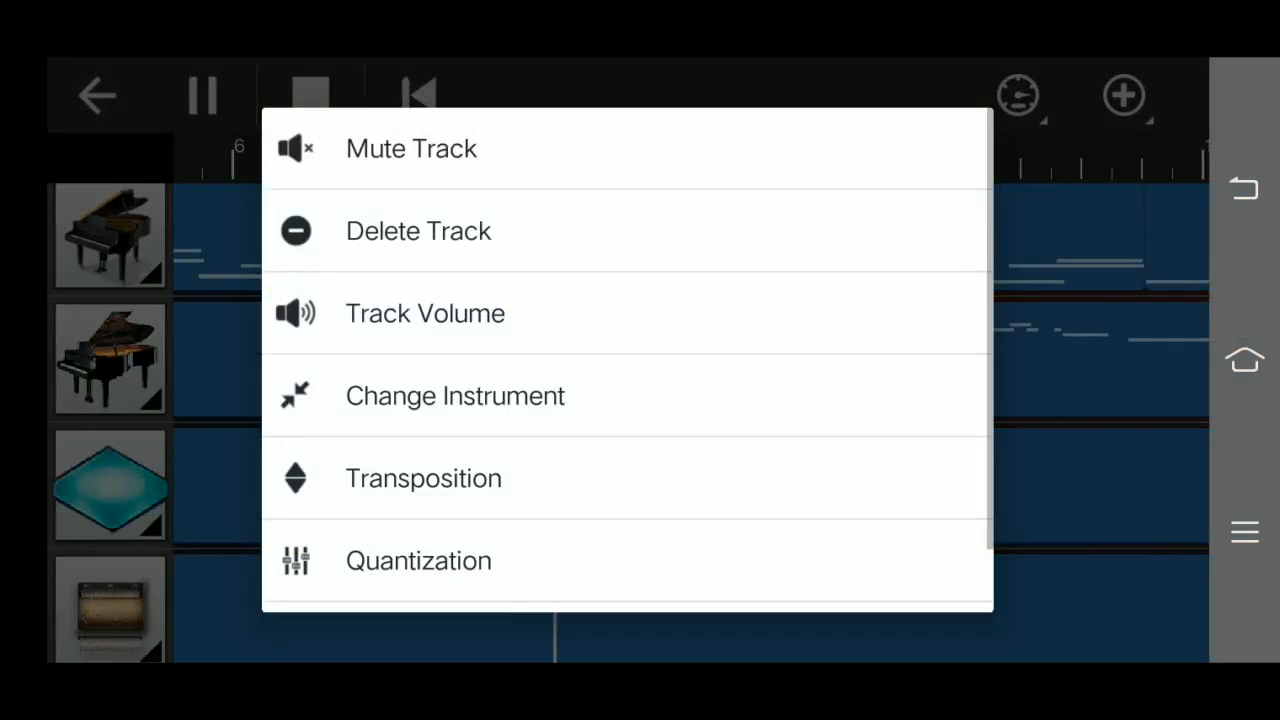 6
Mute Track
Delete Track
Track Volume
Change Instrument
Transposition
Quantization